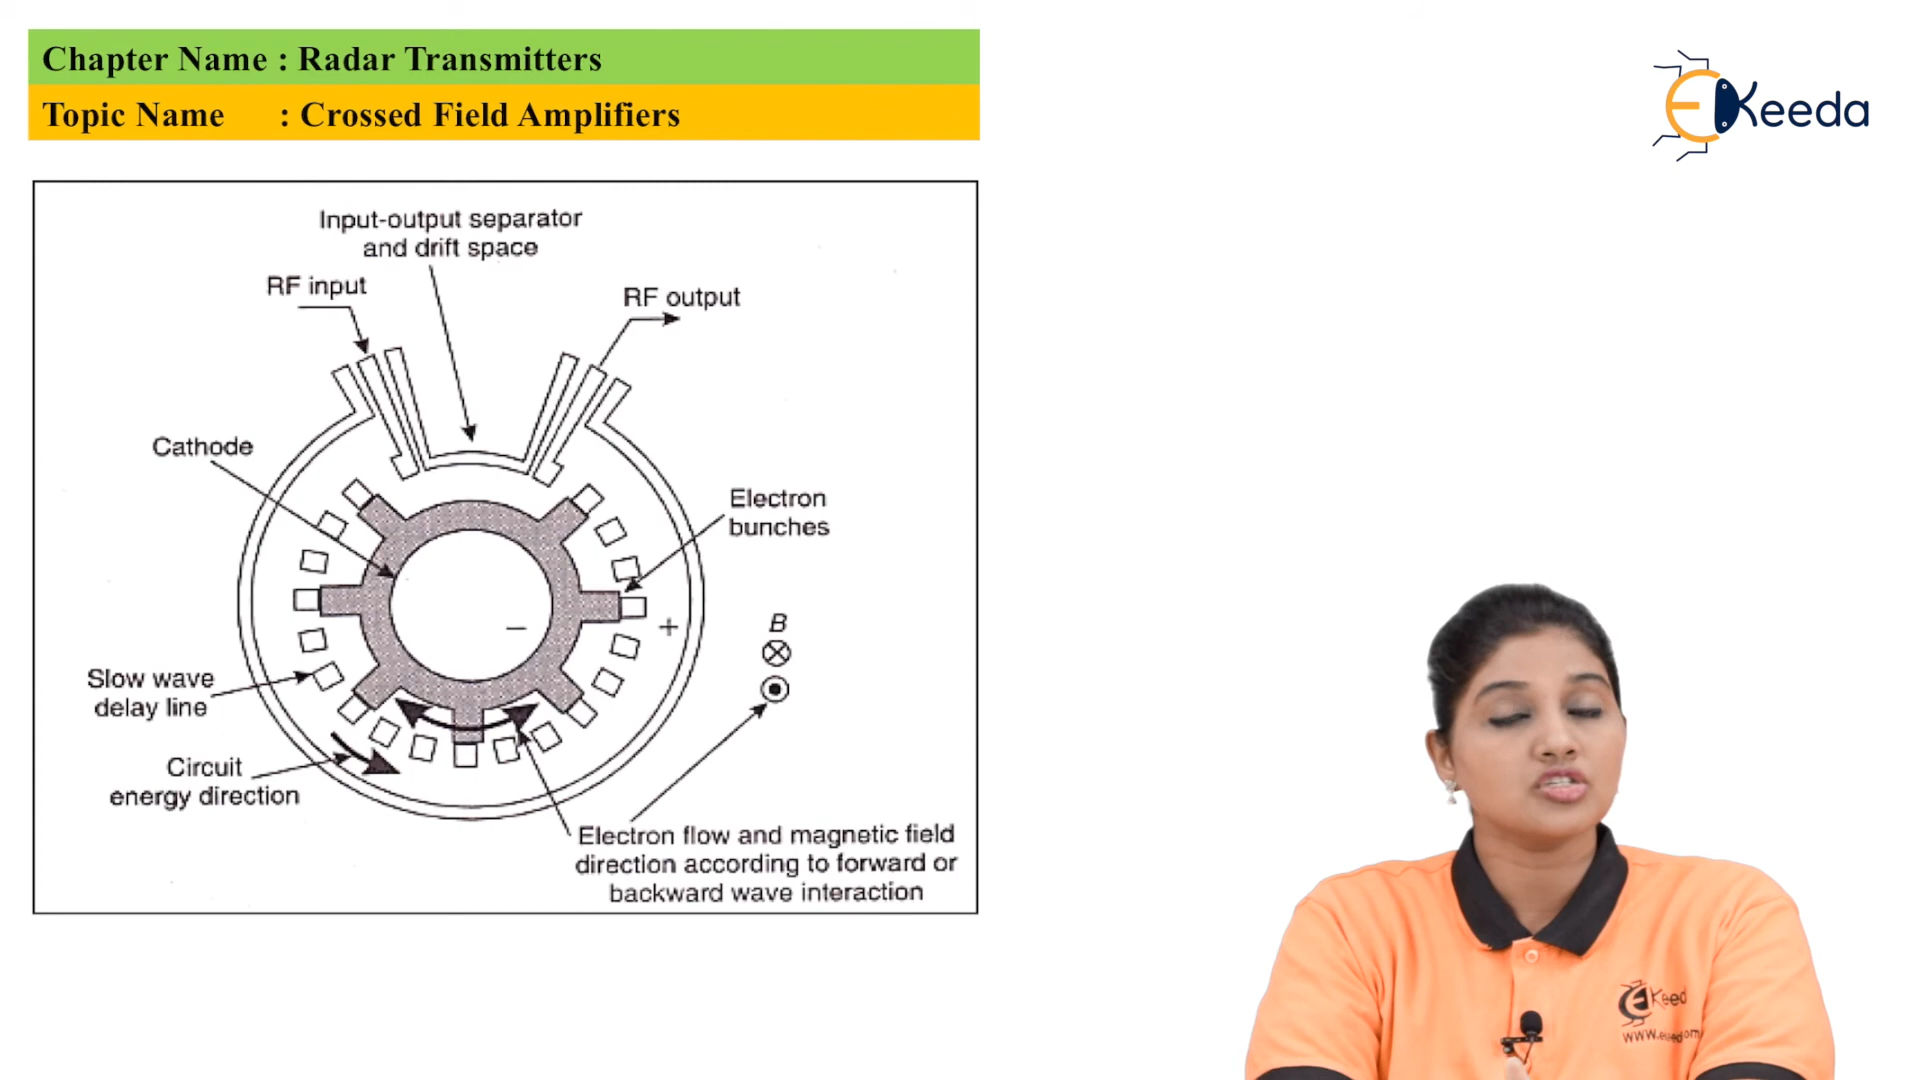 Chapter Name : Radar Transmitters
Topic Name : Crossed Field Amplifiers
EKeeda
Input-output separator
and drift space
RF input
RF output
Cathode
Electron
bunches
B
Slow wave
delay line
Circuit
energy direction
Electron flow and magnetic field
direction according to forward or
backward wave interaction